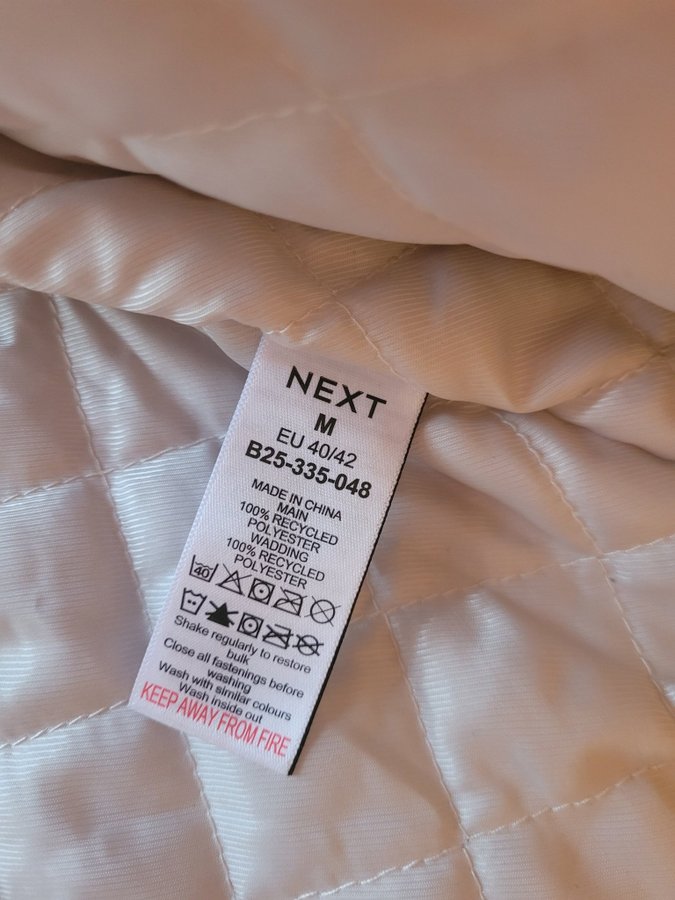 NEXT
M
EU 40/42
B25-335-048
MADE IN CHINA
MAIN
100% RECYCLED
POLYESTER
WADDING
100% RECYCLED
POLYESTER
40
Shake regularly to restore
bulk
Close all fastenings before
washing
Wash with similar colours
Wash inside out
KEEP AWAY FROM FIRE